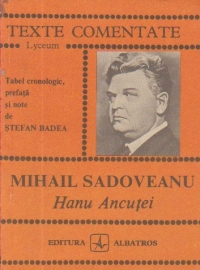 TEXTE COMENTATE
Lyceum
Tabel cronologic,
prefață
și note
de
ȘTEFAN BADEA
MIHAIL SADOVEANU
Hanu Ancuței
EDITURA ALBATROS